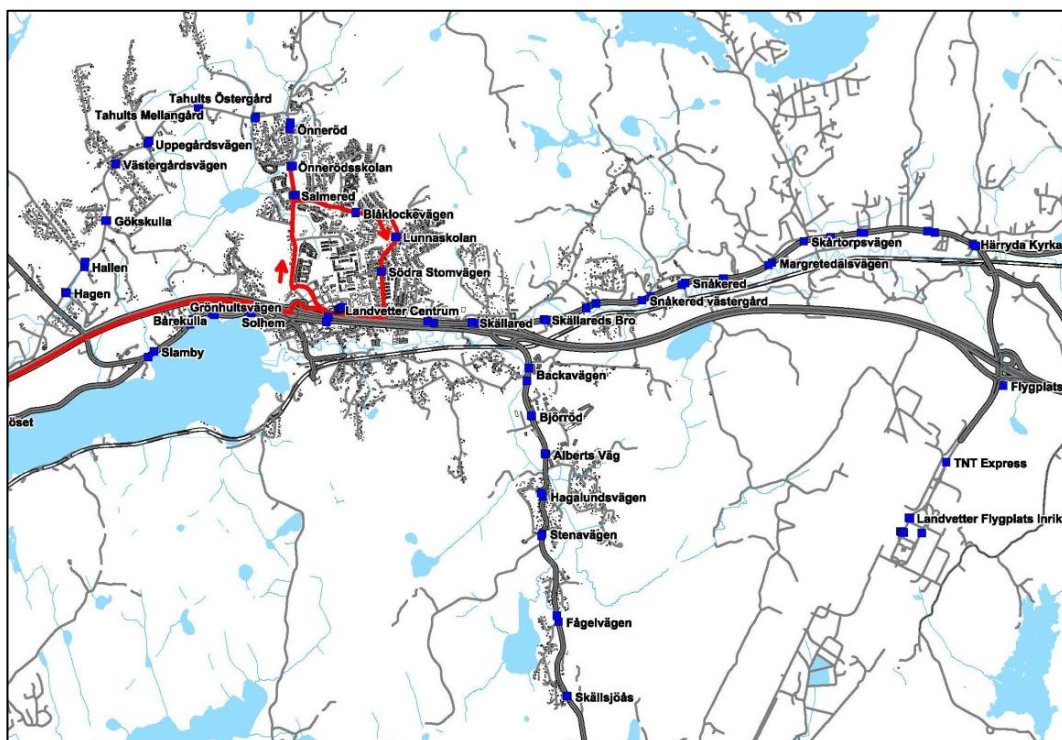 Tahults Östergård
Tahults Mellangård
Önneröd
Uppegårdsvägen
Västergårdsvägen
Önnerödsskolan
Salmered
Blåklockevägen
Gökskulla
Lunnaskolan
Skårtorpsvägen
Härryda Kyrka
Hallen
Södra Stomvägen
Margretedalsvägen
Snåkered
Hagen
Snåkered västergård
Grönhultsvägen
Landvetter Centrum
Bårekulla
Solhem
Skällared
Skällareds Bro
Slamby
Backavägen
Flygplats
Björröd
öset
Alberts Väg
TNT Express
Hagalundsvägen
Landvetter Flygplats Inrik
Stenavägen
Fågelvägen
Skällsjöås